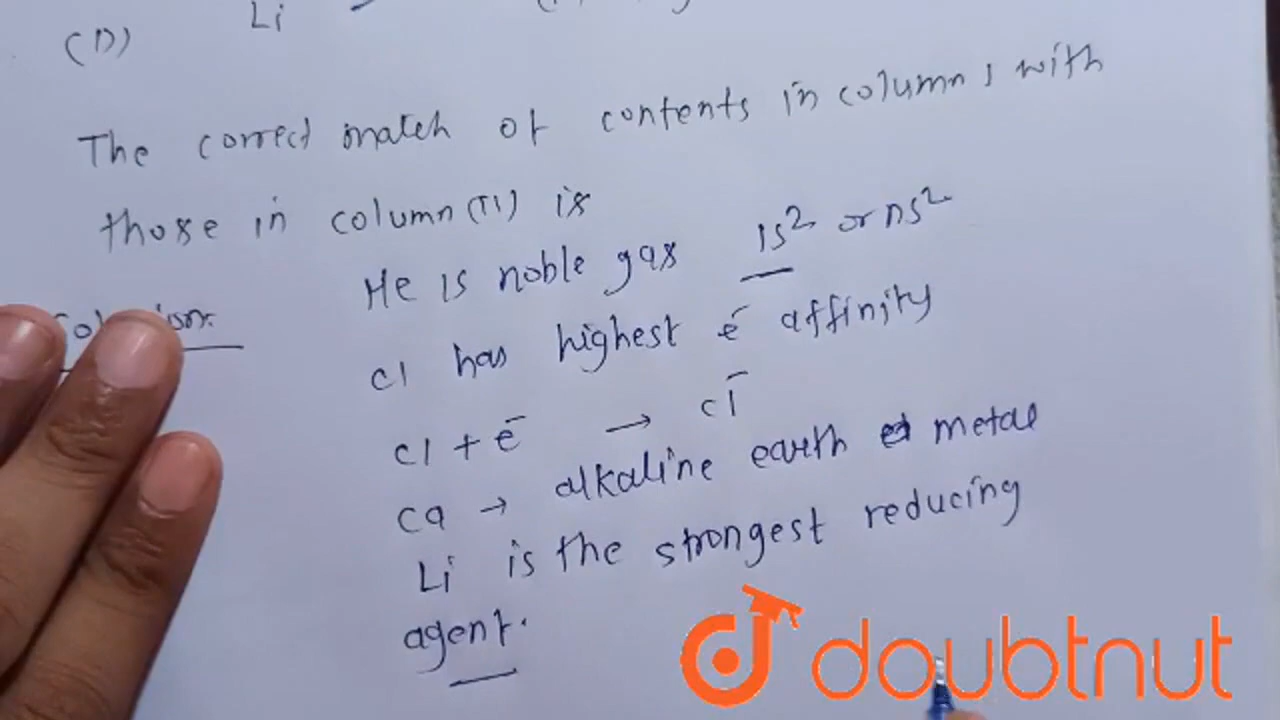 (D) Li
The correct match of contents in column I with
those in column (II) is
Solution:
He is noble gas 1s² or ns²
Cl has highest e⁻ affinity
Cl + e⁻ → Cl⁻
Ca → alkaline earth metal
Li is the strongest reducing
agent.
doubtnut